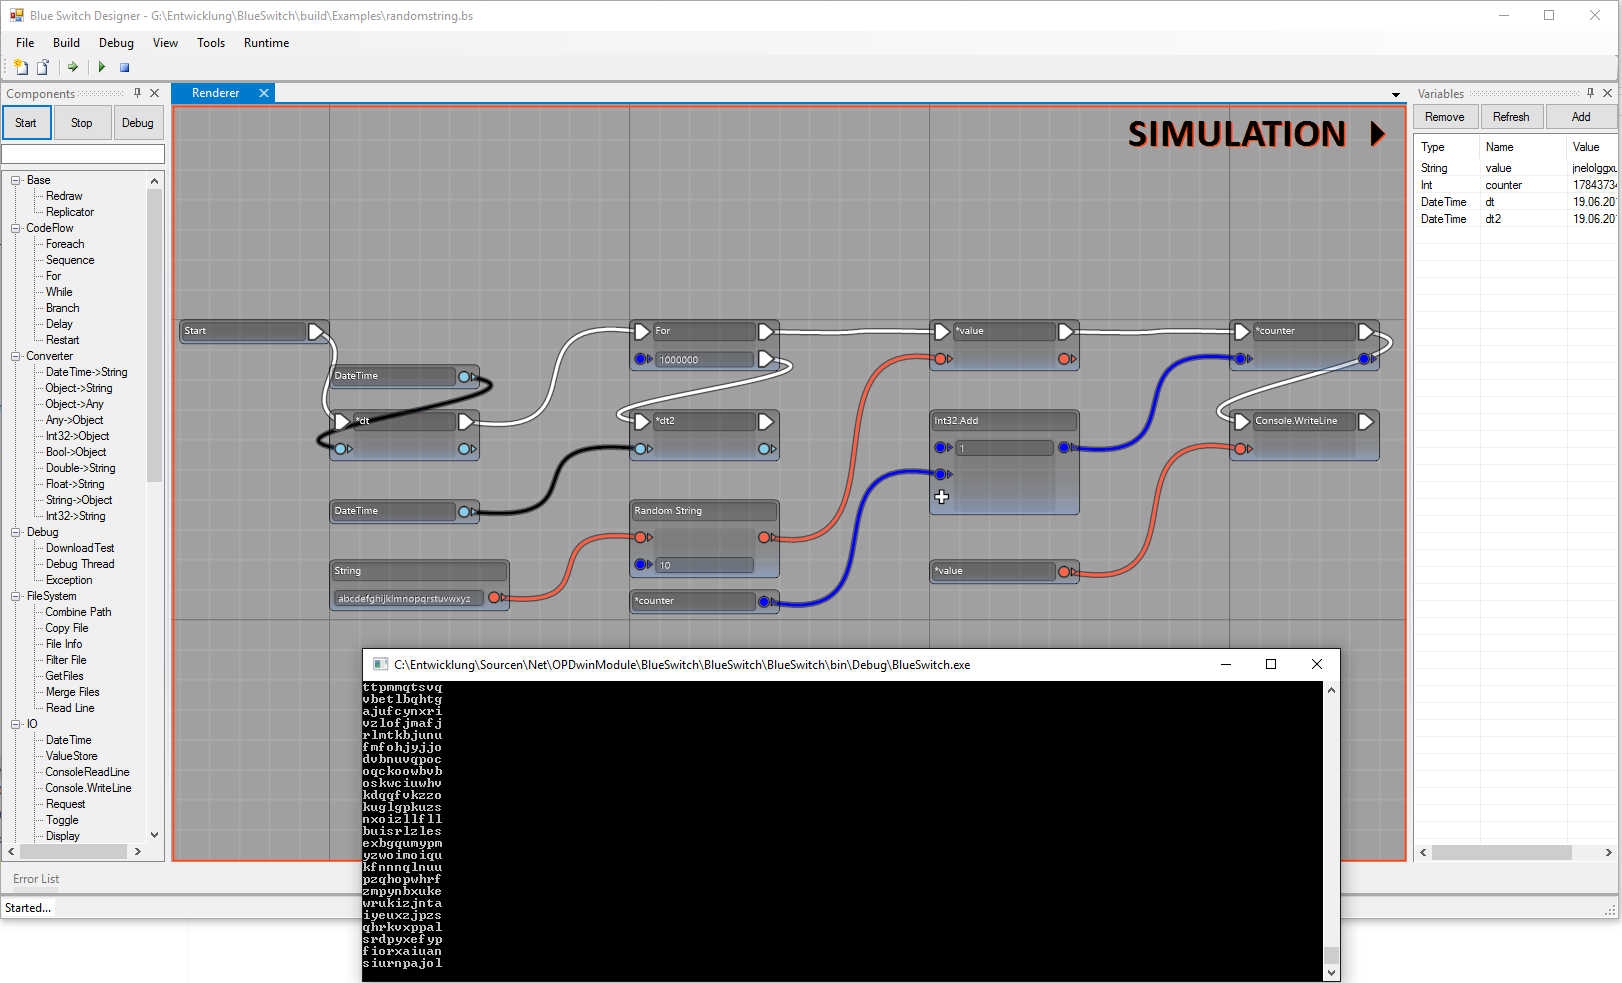 Blue Switch Designer - G:\Entwicklung\BlueSwitch\build\Examples\randomstring.bs
File Build Debug View Tools Runtime
Components
Start Stop Debug
Base
Redraw
Replicator
CodeFlow
Foreach
Sequence
For
While
Branch
Delay
Restart
Converter
DateTime->String
Object->String
Object->Any
Any->Object
Int32->Object
Bool->Object
Double->String
Float->String
String->Object
Int32->String
Debug
DownloadTest
Debug Thread
Exception
FileSystem
Combine Path
Copy File
File Info
Filter File
GetFiles
Merge Files
Read Line
IO
DateTime
ValueStore
ConsoleReadLine
Console.WriteLine
Request
Toggle
Display
Renderer
SIMULATION
Start
DateTime
*dt
DateTime
String
abcdefghijklmnopqrstuvwxyz
For
1000000
*dt2
Random String
10
*counter
*value
Int32.Add
1
*value
*counter
Console.WriteLine
Variables
Remove Refresh Add
Type Name Value
String value jnelolggxu
Int counter 17843734
DateTime dt 19.06.201
DateTime dt2 19.06.201
C:\Entwicklung\Sourcen\Net\OPDwinModule\BlueSwitch\BlueSwitch\BlueSwitch\bin\Debug\BlueSwitch.exe
ttpmmqtsvq
vbetlbqhtg
ajufcynxri
vzlofjmafj
rlmtkbjunu
fmfohjyjjo
dvbnuvqpoc
oqckoowbvb
oskwciuwhv
kdqqfvkzzo
kuglgpkuzs
nxoizllfll
buisrlzles
exbgqumypm
yzwoimoiqu
kfnnnqlnuu
pzqhopwhrf
zmpynbxuke
wrukizjnta
iyeuxzjpzs
qhrkvxppal
srdpyxefyp
fiorxaiuan
siurnpajol
Error List
Started...